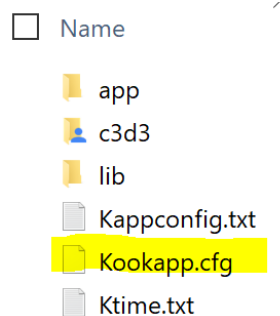 Name
app
c3d3
lib
Kappconfig.txt
Kookapp.cfg
Ktime.txt